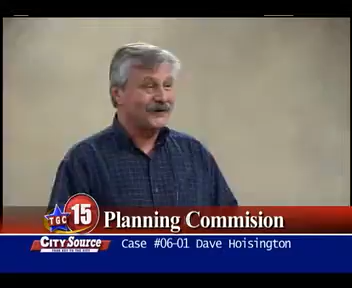 TGC 15 Planning Commision
CITY SOURCE
Case #06-01 Dave Hoisington